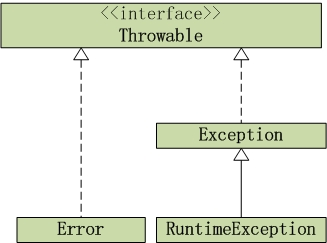 <<interface>>
Throwable
Exception
Error
RuntimeException